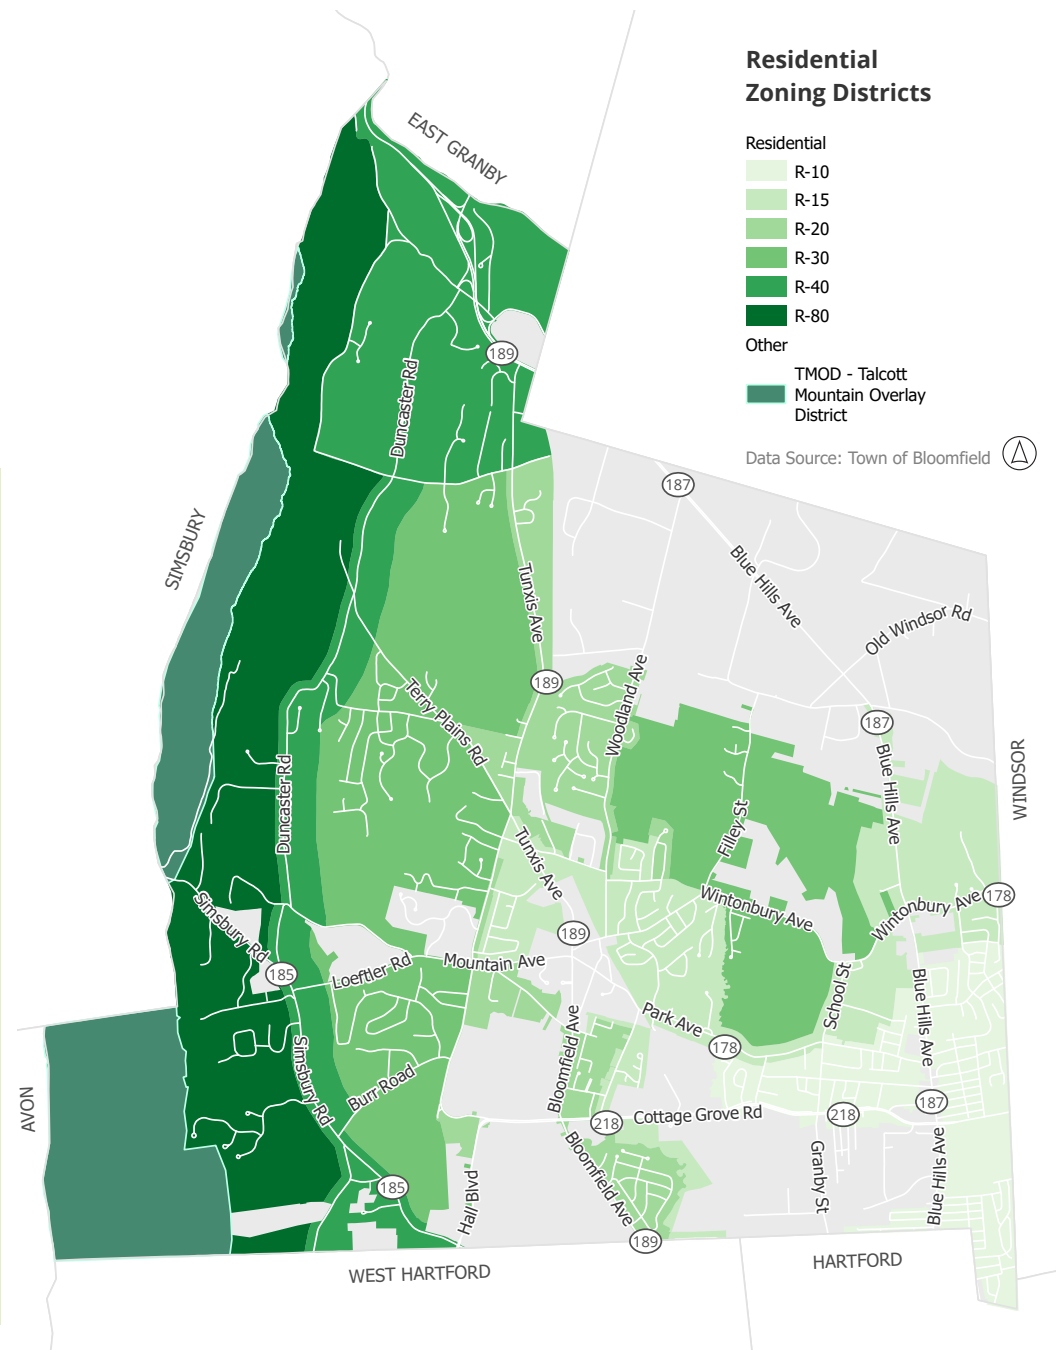 Residential
Zoning Districts
Residential
R-10
R-15
R-20
R-30
R-40
R-80
Other
TMOD - Talcott
Mountain Overlay
District
Data Source: Town of Bloomfield
EAST GRANBY
189
Duncaster Rd
187
SIMSBURY
Blue Hills Ave
Tunxis Ave
Old Windsor Rd
189
Woodland Ave
Terry Plains Rd
187
WINDSOR
Blue Hills Ave
Duncaster Rd
Filley St
Tunxis Ave
178
Wintonbury Ave
Wintonbury Ave
Simsbury Rd
189
185
Loeffler Rd
Mountain Ave
School St
Blue Hills Ave
Park Ave
178
Bloomfield Ave
Simsbury Rd
Burr Road
AVON
187
218
Cottage Grove Rd
218
Bloomfield Ave
Granby St
Blue Hills Ave
185
Hall Blvd
189
WEST HARTFORD
HARTFORD